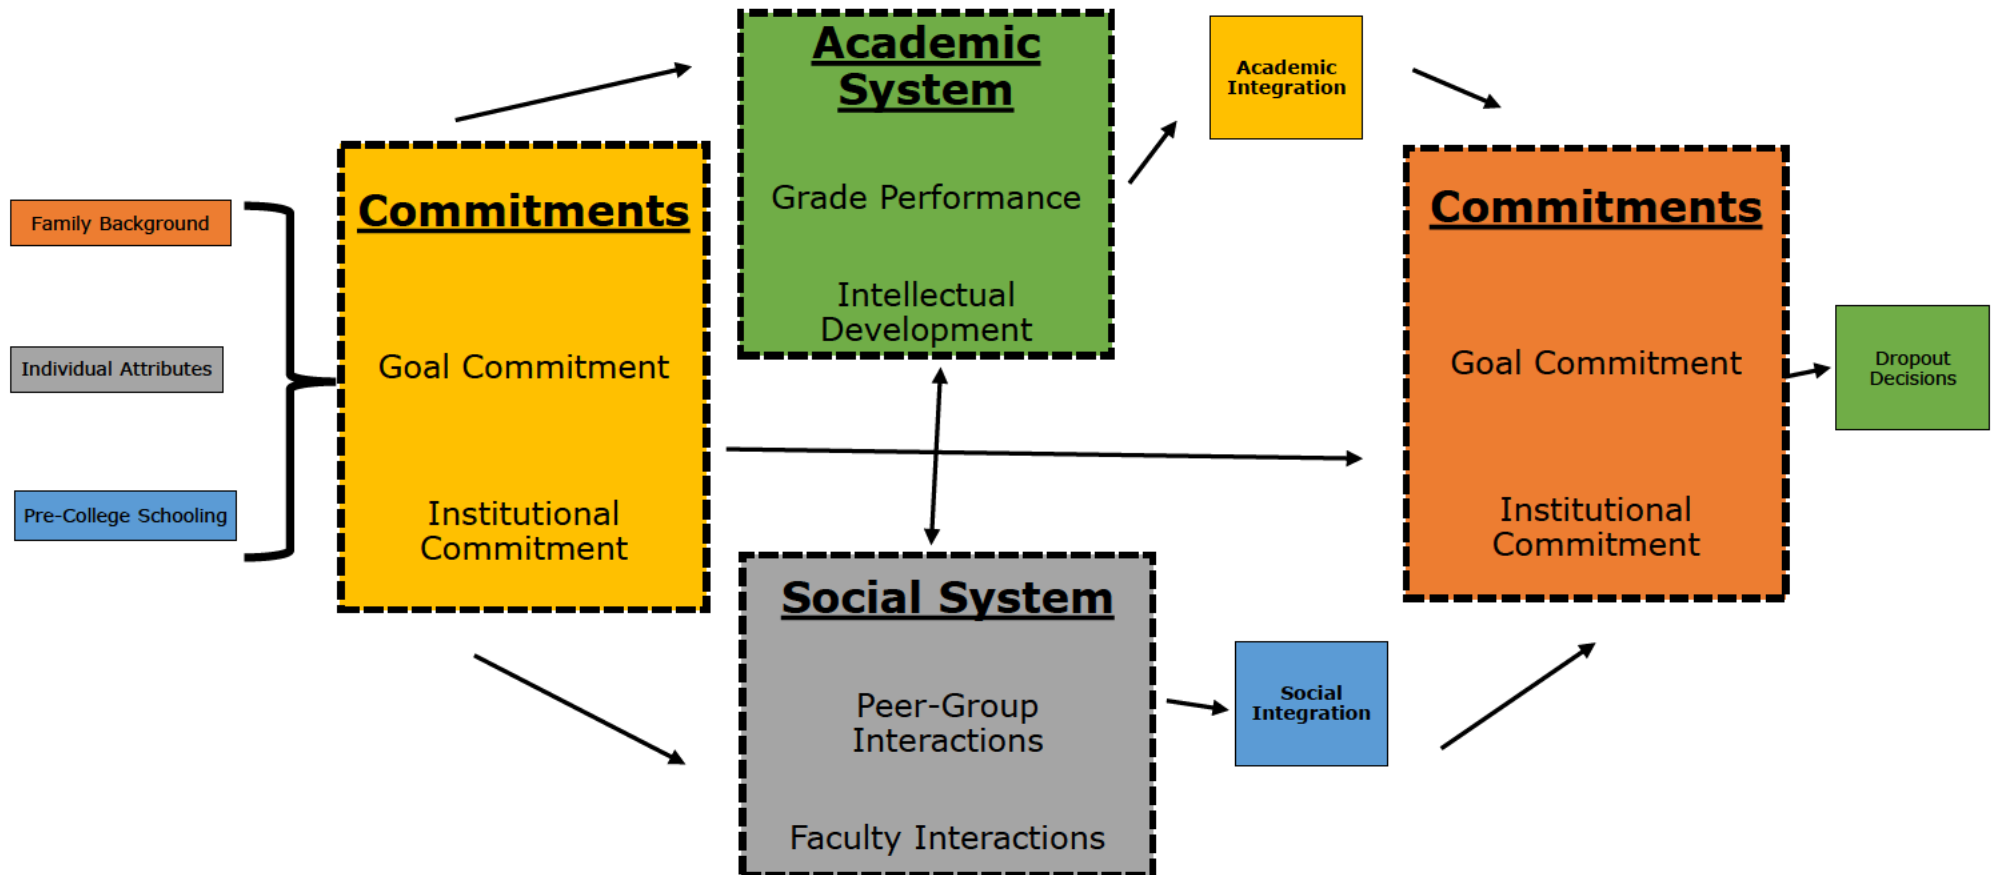 Family Background
Individual Attributes
Pre-College Schooling
Commitments
Goal Commitment
Institutional
Commitment
Academic
System
Grade Performance
Intellectual
Development
Social System
Peer-Group
Interactions
Faculty Interactions
Academic
Integration
Social
Integration
Commitments
Goal Commitment
Institutional
Commitment
Dropout
Decisions